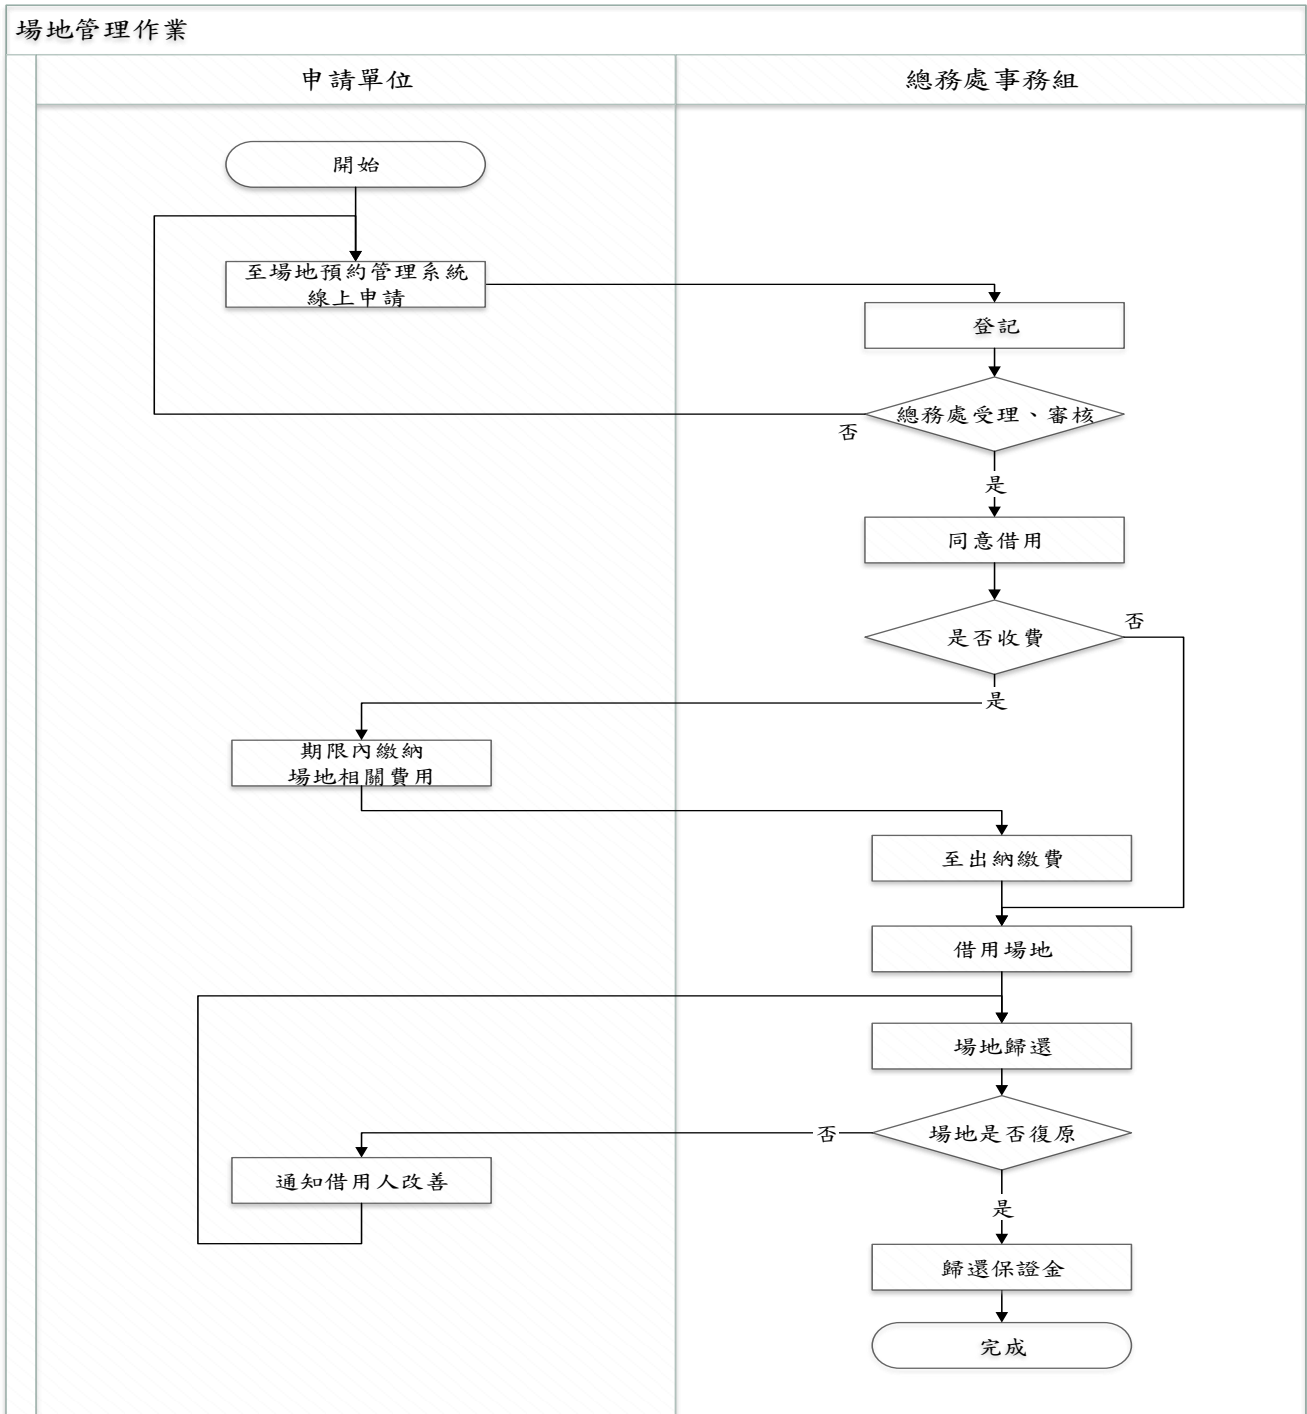 場地管理作業
申請單位
總務處事務組
開始
至場地預約管理系統
線上申請
登記
總務處受理、審核
否
是
同意借用
是否收費
否
是
期限內繳納
場地相關費用
至出納繳費
借用場地
場地歸還
場地是否復原
否
通知借用人改善
是
歸還保證金
完成